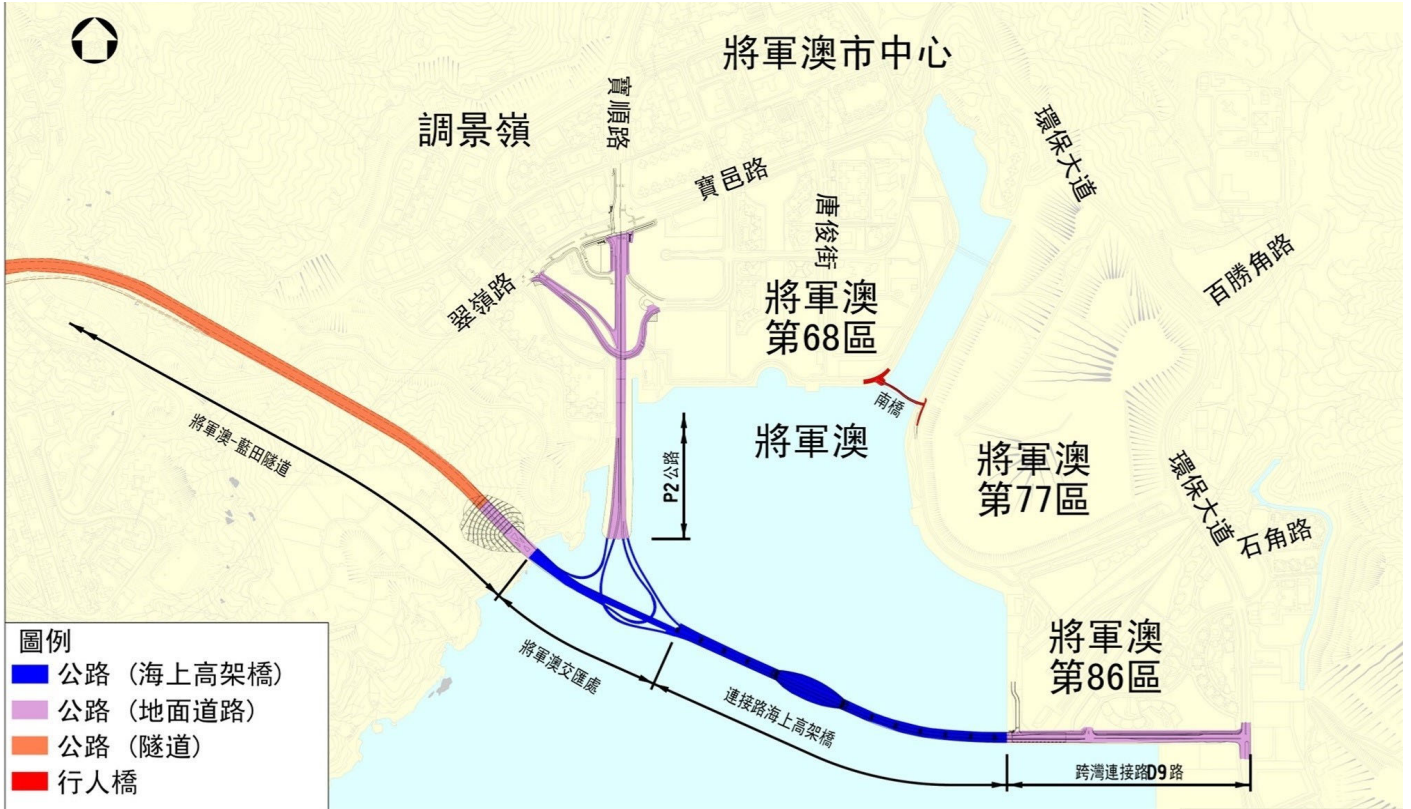 將軍澳市中心
寶順路
調景嶺
環保大道
寶邑路
唐俊街
百勝角路
翠嶺路
將軍澳
第68區
南橋
將軍澳-藍田隧道
將軍澳
P2公路
將軍澳
第77區
環保大道
石角路
將軍澳
第86區
將軍澳交匯處
連接路海上高架橋
跨灣連接路D9路
圖例
公路 (海上高架橋)
公路 (地面道路)
公路 (隧道)
行人橋